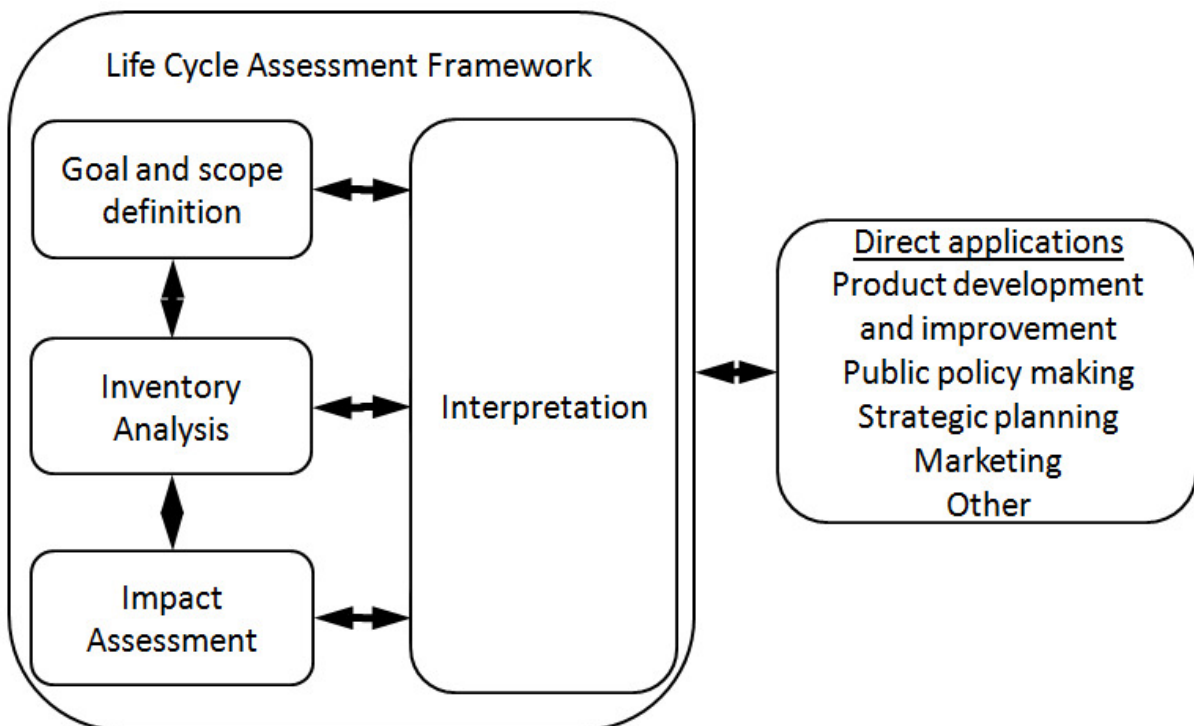 Life Cycle Assessment Framework
Goal and scope
definition
Inventory
Analysis
Impact
Assessment
Interpretation
Direct applications
Product development
and improvement
Public policy making
Strategic planning
Marketing
Other